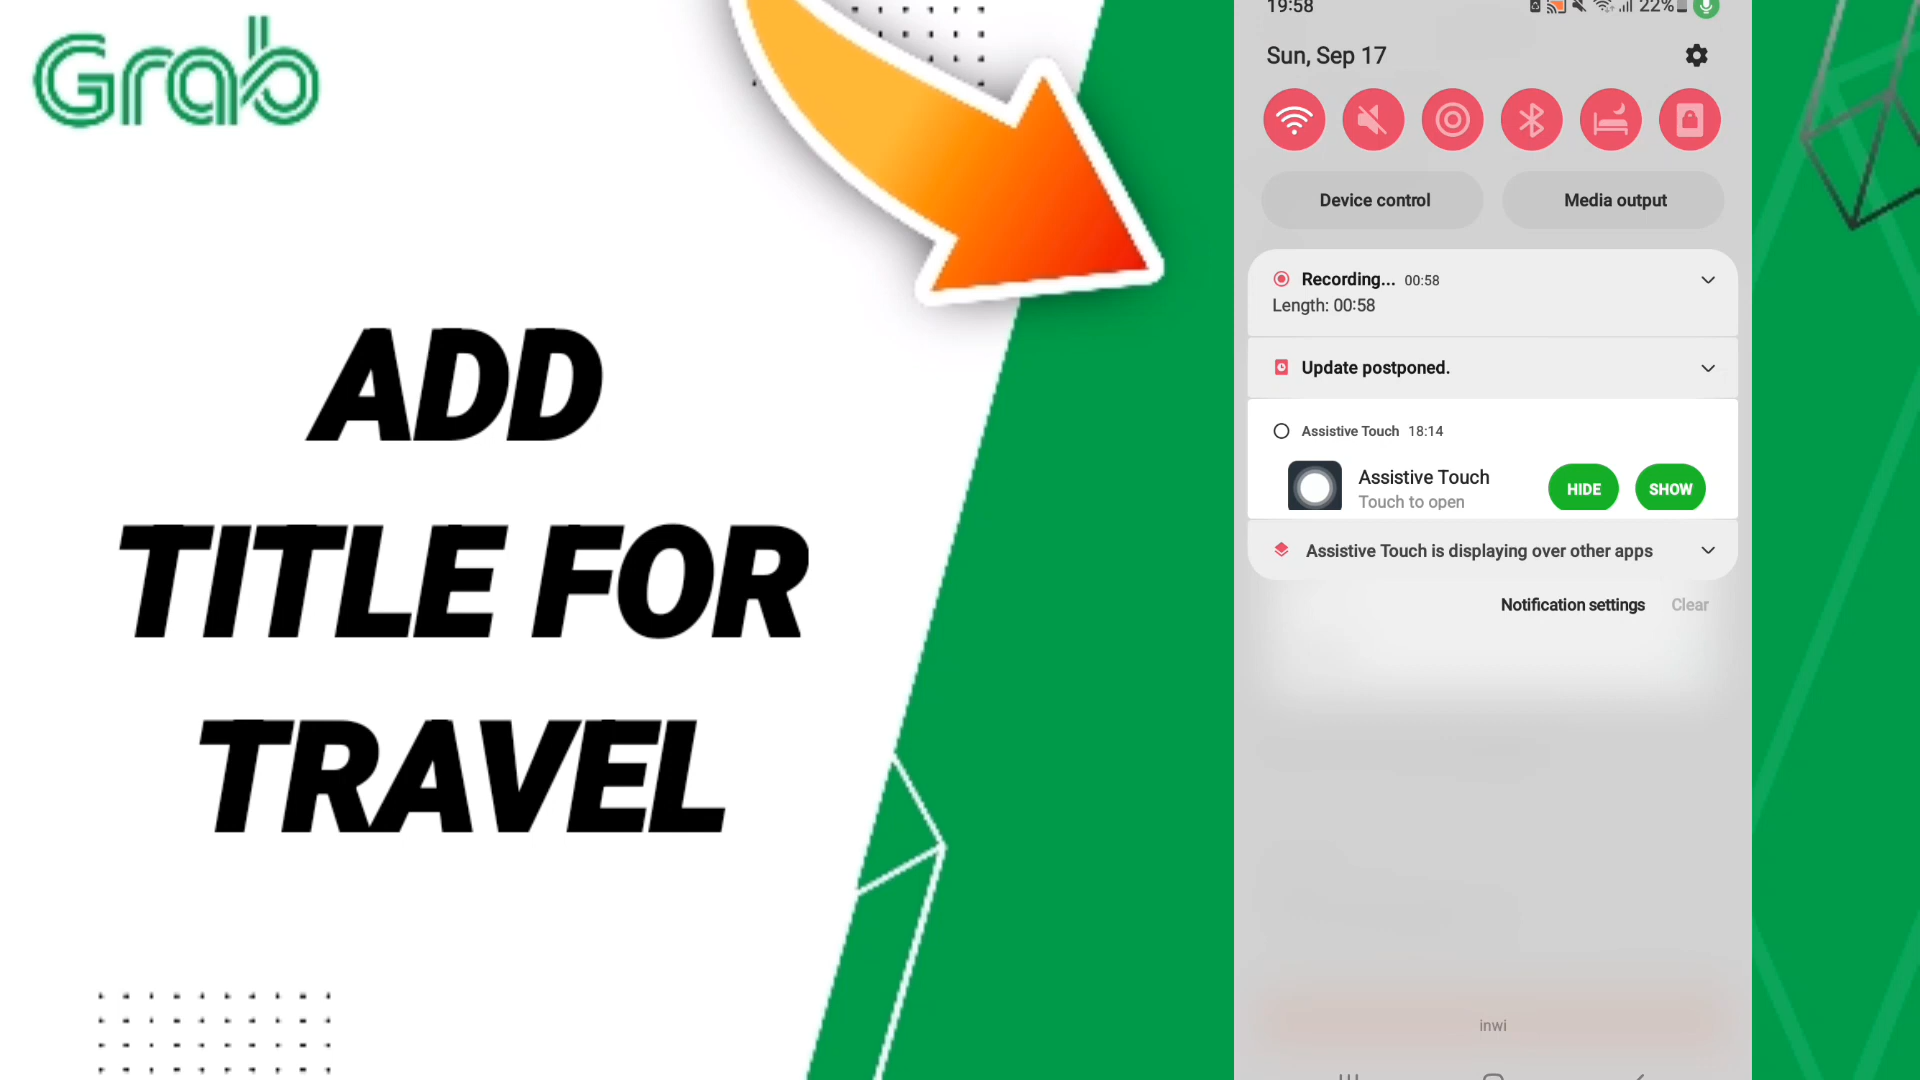 Grab
ADD
TITLE FOR
TRAVEL
19:58
22%
Sun, Sep 17
Device control
Media output
Recording... 00:58
Length: 00:58
Update postponed.
Assistive Touch 18:14
Assistive Touch
Touch to open
HIDE
SHOW
Assistive Touch is displaying over other apps
Notification settings
Clear
inwi